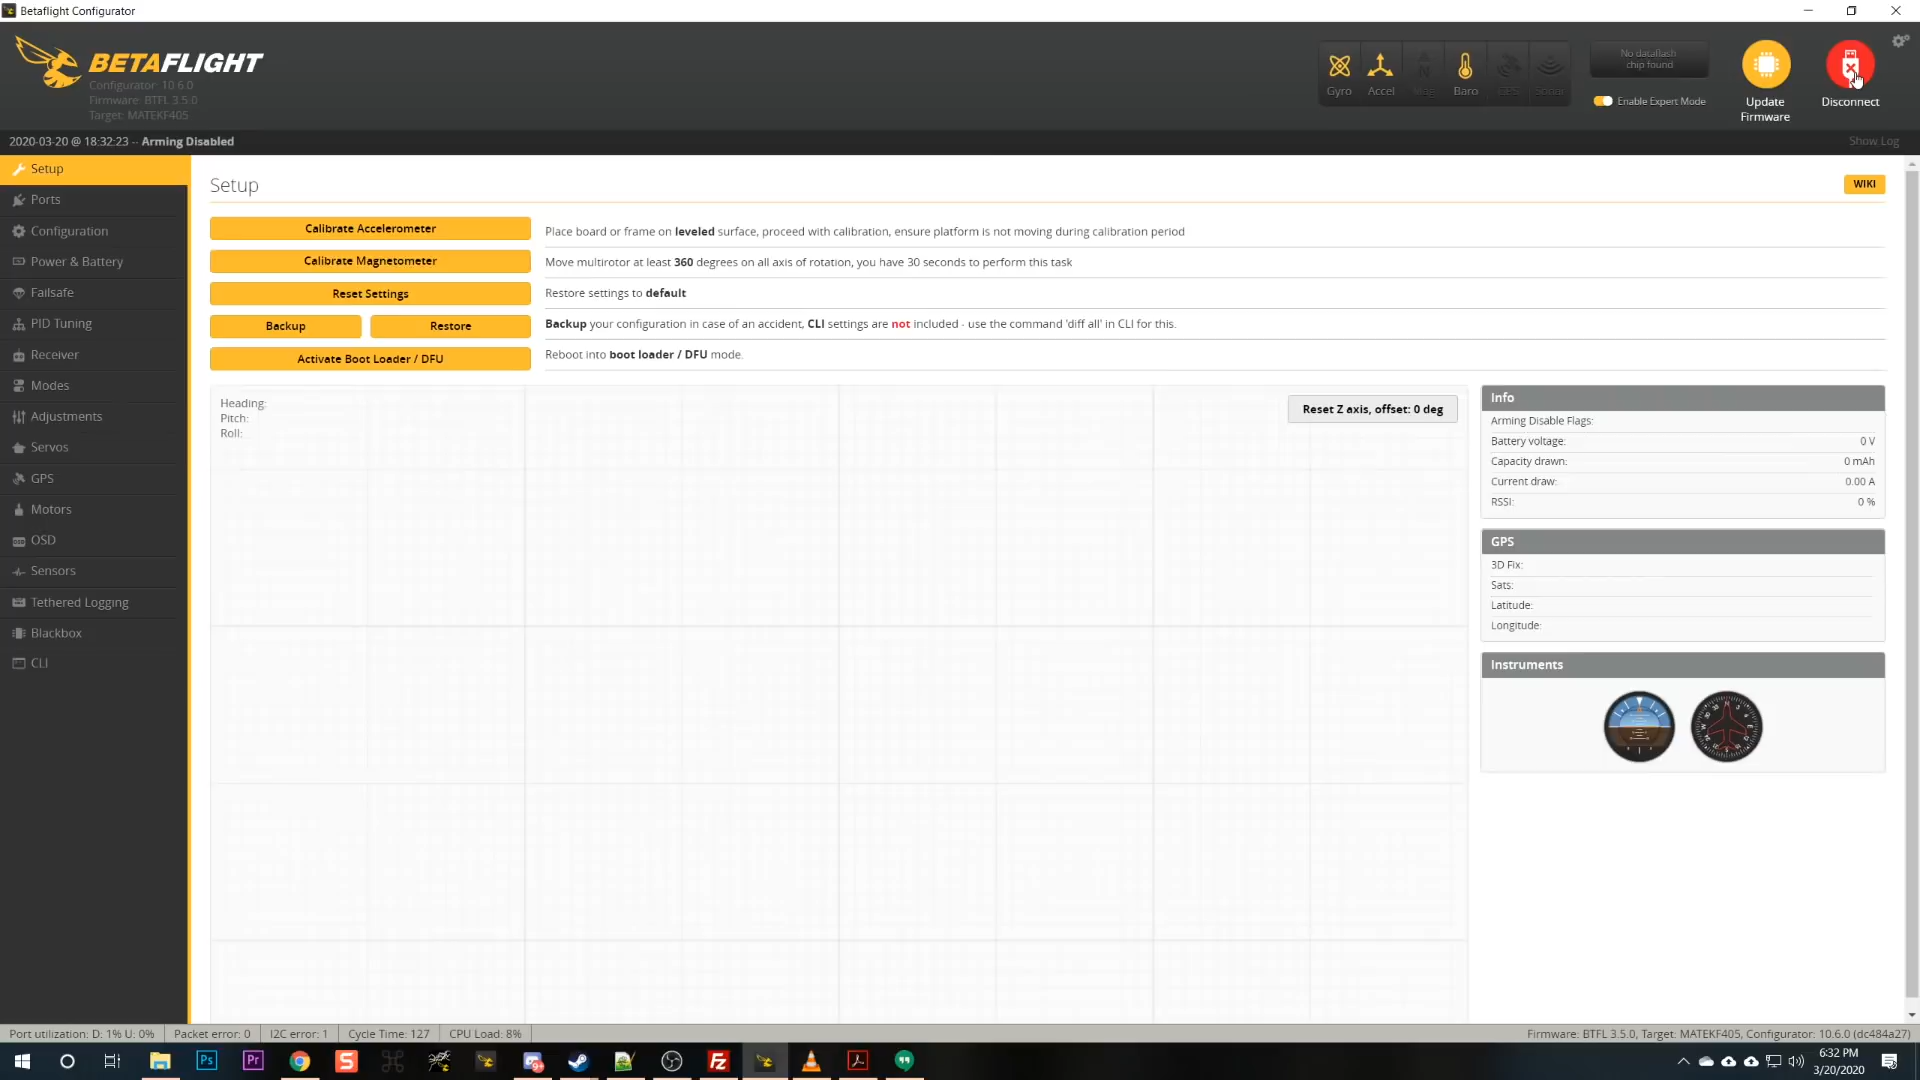 Betaflight Configurator
BETAFLIGHT
Configurator: 10.6.0
Firmware: BTFL 3.5.0
Target: MATEKF405
Gyro
Accel
Mag
Baro
GPS
Sonar
No dataflash
chip found
Enable Expert Mode
Update
Firmware
Disconnect
2020-03-20 @ 18:32:23 -- Arming Disabled
Show Log
Setup
Ports
Configuration
Power & Battery
Failsafe
PID Tuning
Receiver
Modes
Adjustments
Servos
GPS
Motors
OSD
Sensors
Tethered Logging
Blackbox
CLI
Setup
WIKI
Calibrate Accelerometer
Place board or frame on leveled surface, proceed with calibration, ensure platform is not moving during calibration period
Calibrate Magnetometer
Move multirotor at least 360 degrees on all axis of rotation, you have 30 seconds to perform this task
Reset Settings
Restore settings to default
Backup
Restore
Backup your configuration in case of an accident, CLI settings are not included - use the command 'diff all' in CLI for this.
Activate Boot Loader / DFU
Reboot into boot loader / DFU mode.
Heading:
Pitch:
Roll:
Reset Z axis, offset: 0 deg
Info
Arming Disable Flags:
Battery voltage: 0 V
Capacity drawn: 0 mAh
Current draw: 0.00 A
RSSI: 0 %
GPS
3D Fix:
Sats:
Latitude:
Longitude:
Instruments
Port utilization: D: 1% U: 0%
Packet error: 0
I2C error: 1
Cycle Time: 127
CPU Load: 8%
Firmware: BTFL 3.5.0, Target: MATEKF405, Configurator: 10.6.0 (dc484a27)
Ps
Pr
S
9+
Fz
6:32 PM
3/20/2020